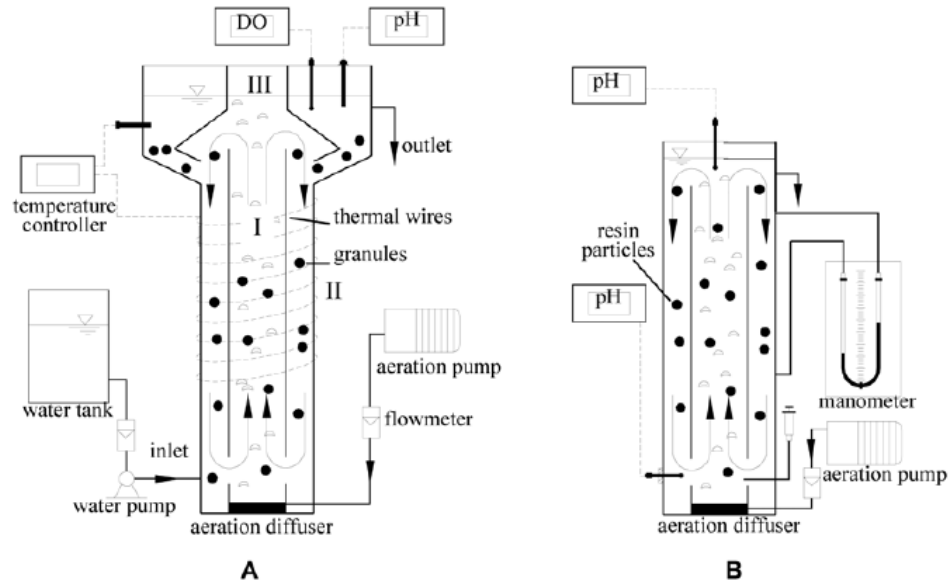 DO
pH
III
outlet
temperature
controller
I
thermal wires
granules
II
water tank
aeration pump
flowmeter
inlet
water pump
aeration diffuser
A
pH
resin
particles
pH
manometer
aeration pump
aeration diffuser
B